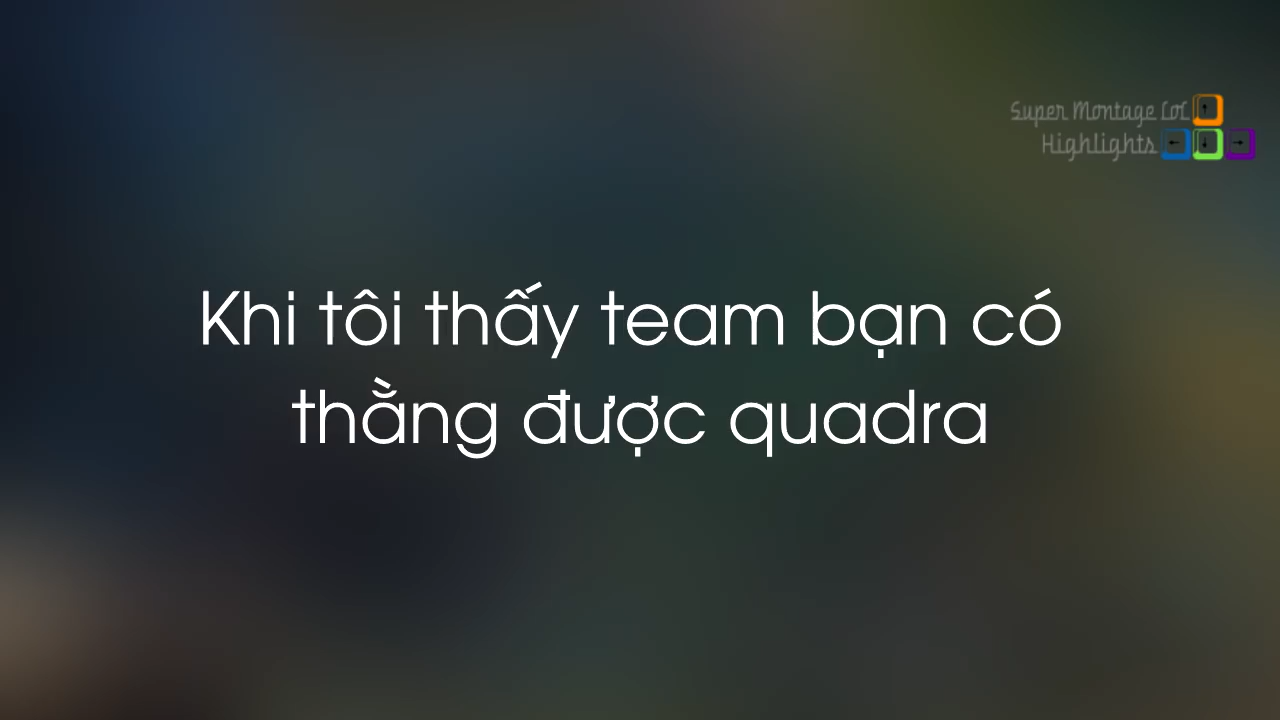 Super Montage LoL
Highlights
Khi tôi thấy team bạn có
thằng được quadra